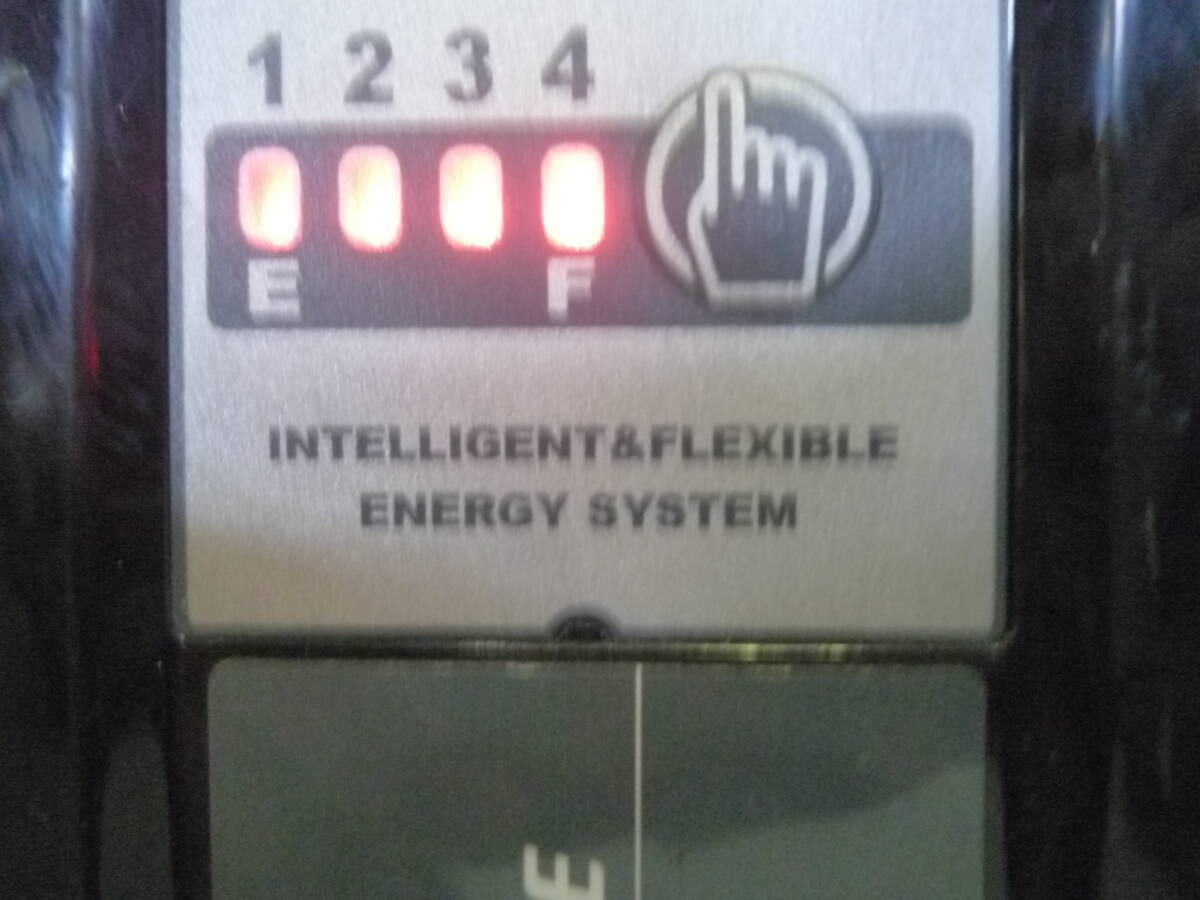 1 2 3 4
E F
INTELLIGENT&FLEXIBLE
ENERGY SYSTEM
E